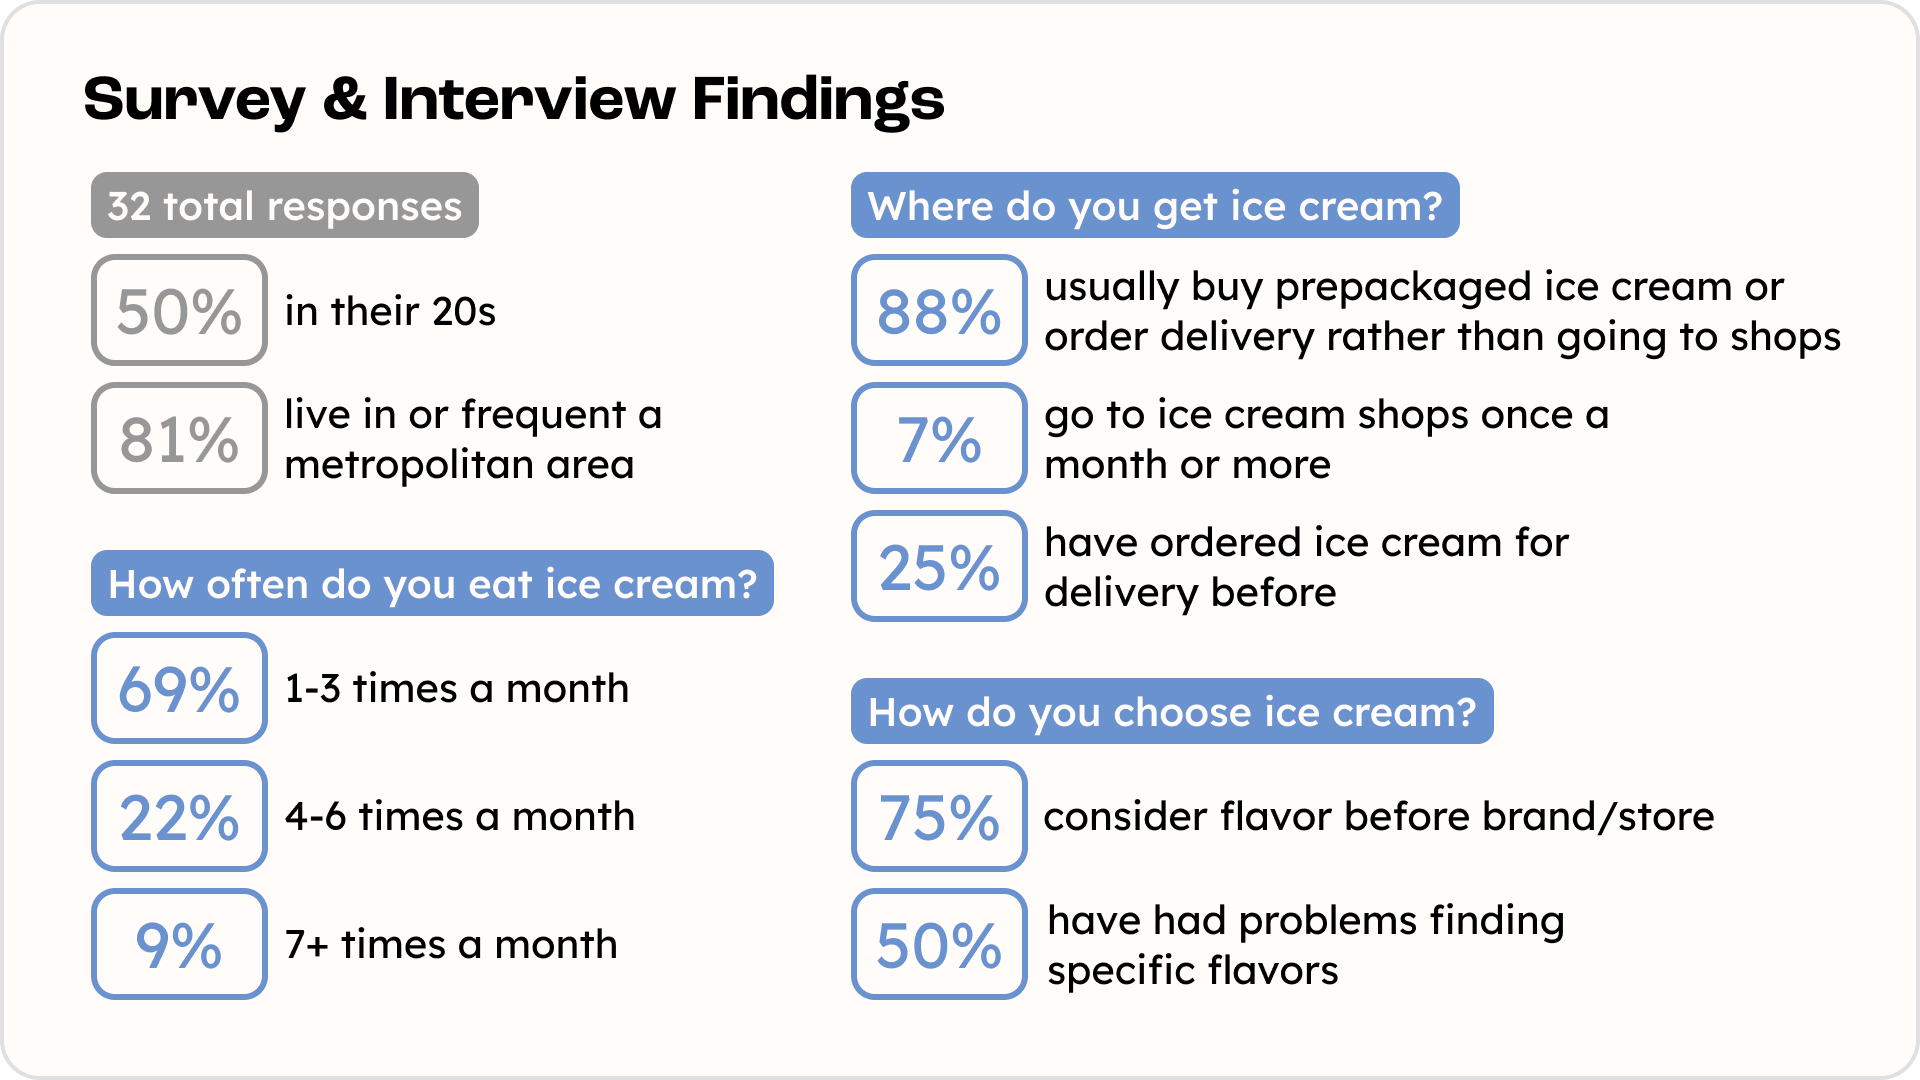 Survey & Interview Findings
32 total responses
50%
in their 20s
81%
live in or frequent a
metropolitan area
How often do you eat ice cream?
69%
1-3 times a month
22%
4-6 times a month
9%
7+ times a month
Where do you get ice cream?
88%
usually buy prepackaged ice cream or
order delivery rather than going to shops
7%
go to ice cream shops once a
month or more
25%
have ordered ice cream for
delivery before
How do you choose ice cream?
75%
consider flavor before brand/store
50%
have had problems finding
specific flavors